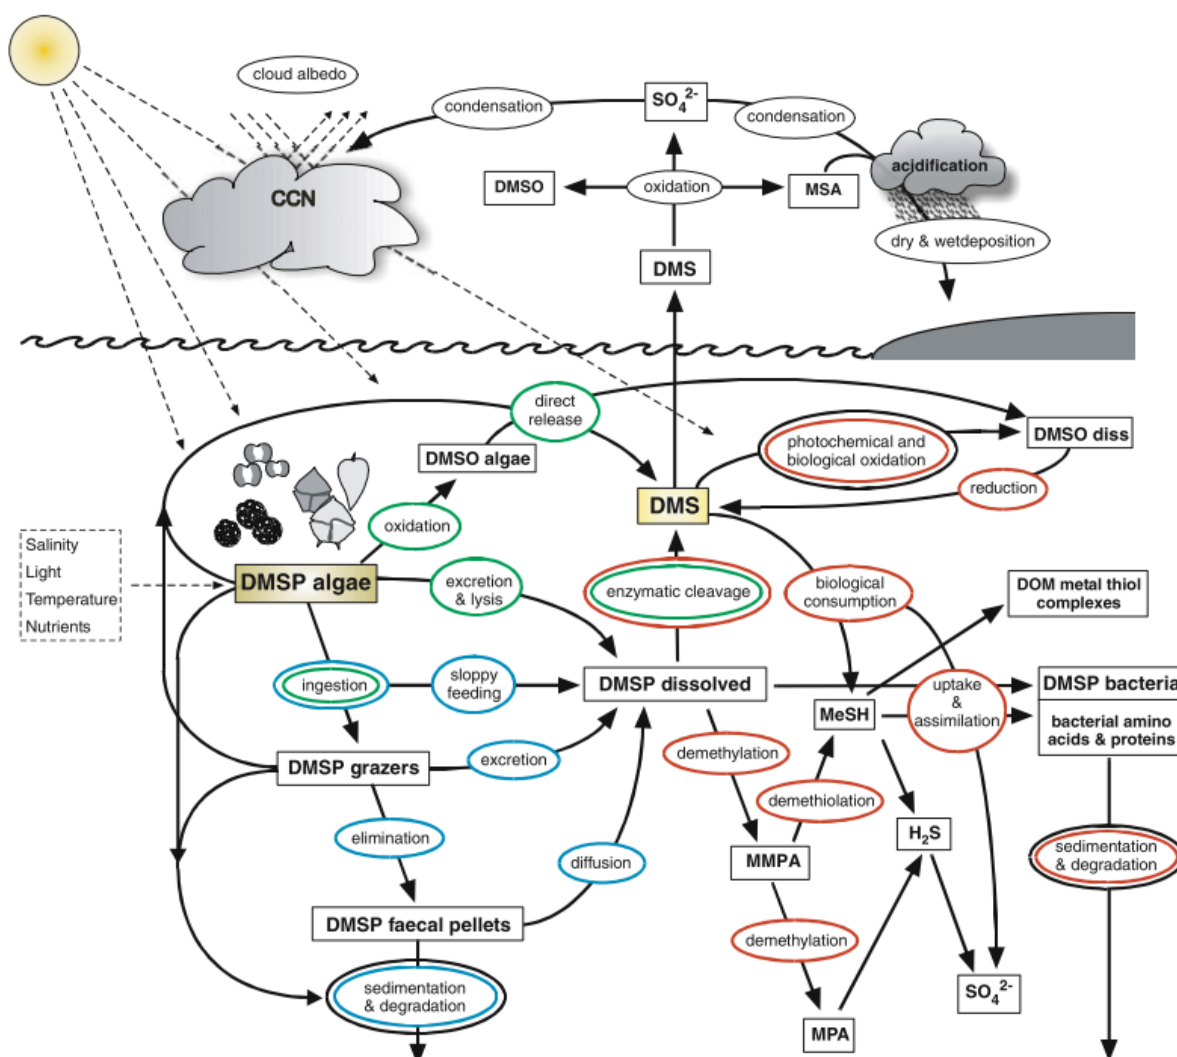 cloud albedo
condensation
SO₄²⁻
condensation
CCN
DMSO
oxidation
MSA
acidification
dry & wetdeposition
DMS
direct
release
DMSO algae
photochemical and
biological oxidation
DMSO diss
reduction
oxidation
DMS
Salinity
Light
Temperature
Nutrients
DMSP algae
excretion
& lysis
enzymatic cleavage
biological
consumption
DOM metal thiol
complexes
ingestion
sloppy
feeding
DMSP dissolved
MeSH
uptake
&
assimilation
DMSP bacteria
bacterial amino
acids & proteins
DMSP grazers
excretion
demethylation
demethiolation
elimination
diffusion
MMPA
H₂S
sedimentation
& degradation
DMSP faecal pellets
demethylation
sedimentation
& degradation
SO₄²⁻
MPA